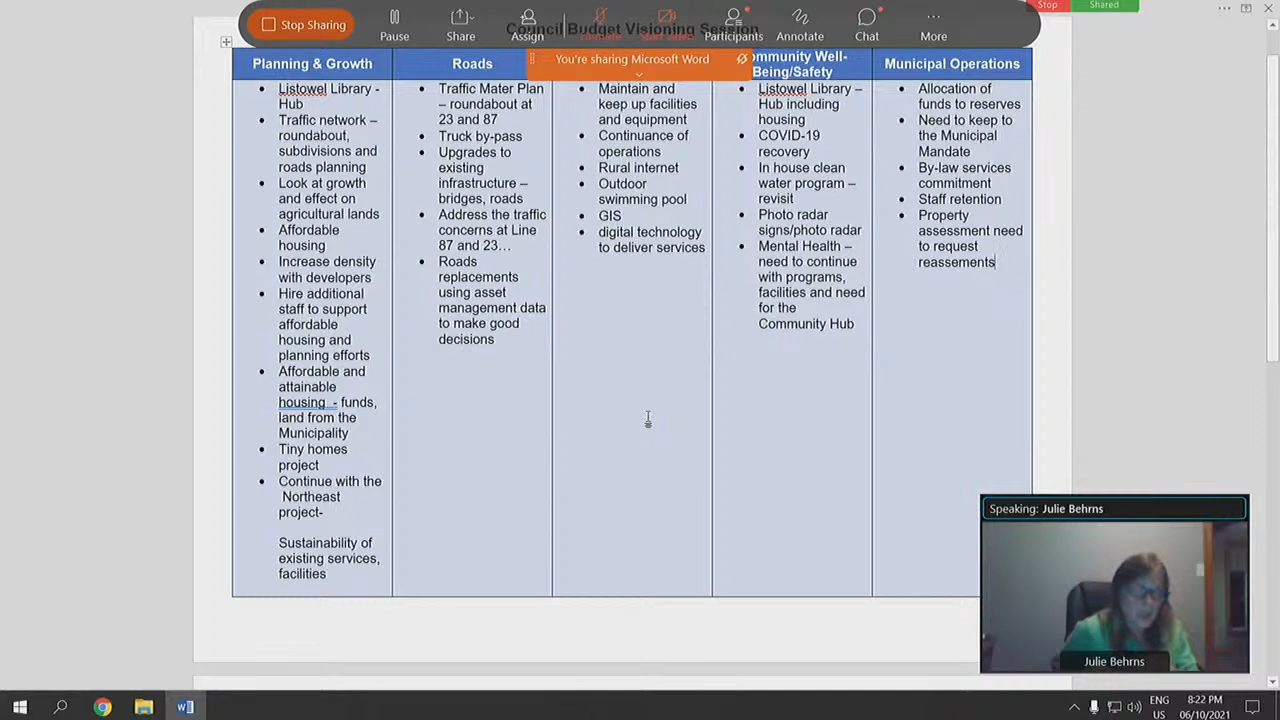 Stop
Shared
Stop Sharing
Pause
Share
Assign
Unmute
Start Video
Participants
Annotate
Chat
More
Council Budget Visioning Session
You're sharing Microsoft Word
Planning & Growth
Listowel Library -
Hub
Traffic network –
roundabout,
subdivisions and
roads planning
Look at growth
and effect on
agricultural lands
Affordable
housing
Increase density
with developers
Hire additional
staff to support
affordable
housing and
planning efforts
Affordable and
attainable
housing - funds,
land from the
Municipality
Tiny homes
project
Continue with the
Northeast
project-
Sustainability of
existing services,
facilities
Roads
Traffic Mater Plan
– roundabout at
23 and 87
Truck by-pass
Upgrades to
existing
infrastructure –
bridges, roads
Address the traffic
concerns at Line
87 and 23...
Roads
replacements
using asset
management data
to make good
decisions
Maintain and
keep up facilities
and equipment
Continuance of
operations
Rural internet
Outdoor
swimming pool
GIS
digital technology
to deliver services
ommunity Well-
Being/Safety
Listowel Library –
Hub including
housing
COVID-19
recovery
In house clean
water program –
revisit
Photo radar
signs/photo radar
Mental Health –
need to continue
with programs,
facilities and need
for the
Community Hub
Municipal Operations
Allocation of
funds to reserves
Need to keep to
the Municipal
Mandate
By-law services
commitment
Staff retention
Property
assessment need
to request
reassements
Speaking: Julie Behrns
Julie Behrns
ENG
US
8:22 PM
06/10/2021